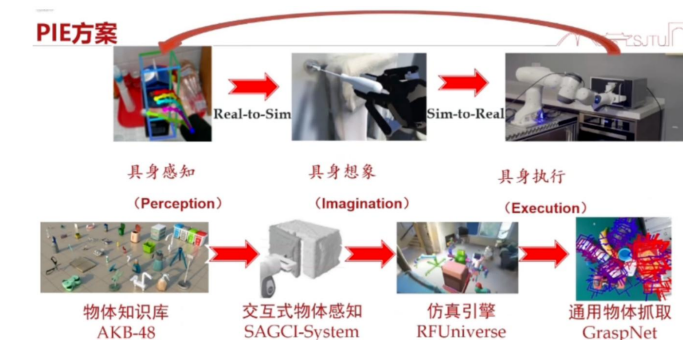 PIE方案
SJTU
Real-to-Sim
Sim-to-Real
具身感知
具身想象
具身执行
（Perception）
（Imagination）
（Execution）
物体知识库
交互式物体感知
仿真引擎
通用物体抓取
AKB-48
SAGCI-System
RFUniverse
GraspNet